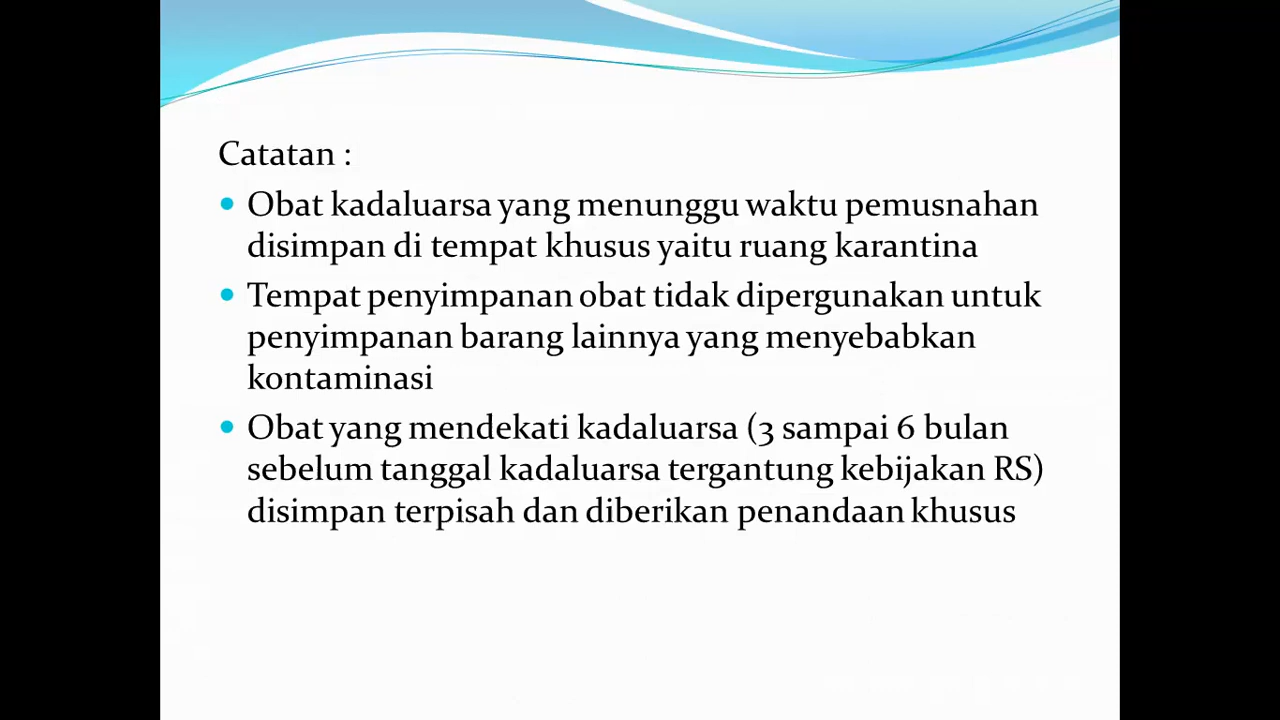 Catatan :
• Obat kadaluarsa yang menunggu waktu pemusnahan
disimpan di tempat khusus yaitu ruang karantina
• Tempat penyimpanan obat tidak dipergunakan untuk
penyimpanan barang lainnya yang menyebabkan
kontaminasi
• Obat yang mendekati kadaluarsa (3 sampai 6 bulan
sebelum tanggal kadaluarsa tergantung kebijakan RS)
disimpan terpisah dan diberikan penandaan khusus